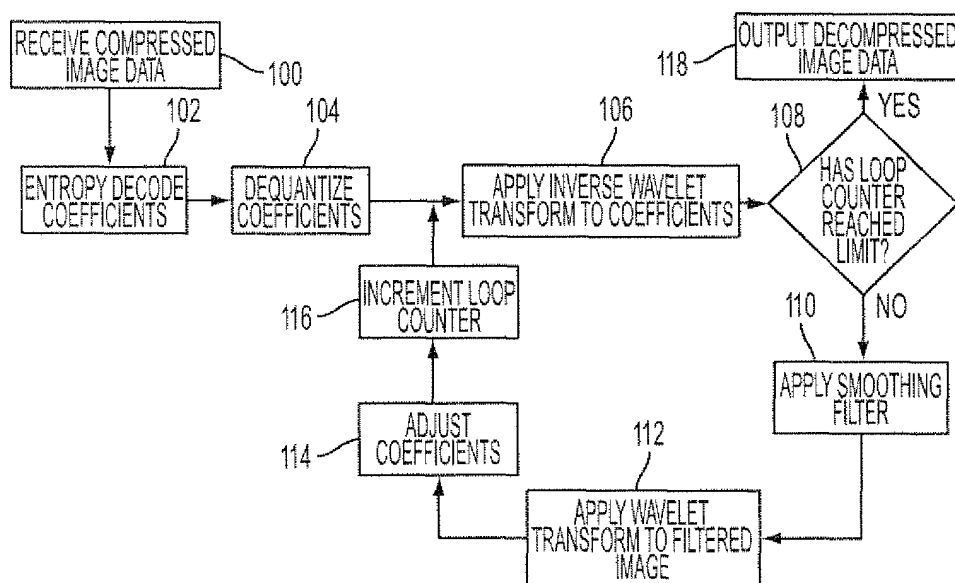 RECEIVE COMPRESSED
IMAGE DATA
100
OUTPUT DECOMPRESSED
IMAGE DATA
118
YES
102
ENTROPY DECODE
COEFFICIENTS
104
DEQUANTIZE
COEFFICIENTS
106
APPLY INVERSE WAVELET
TRANSFORM TO COEFFICIENTS
108
HAS LOOP
COUNTER
REACHED
LIMIT?
NO
116
INCREMENT LOOP
COUNTER
110
APPLY SMOOTHING
FILTER
114
ADJUST
COEFFICIENTS
112
APPLY WAVELET
TRANSFORM TO FILTERED
IMAGE